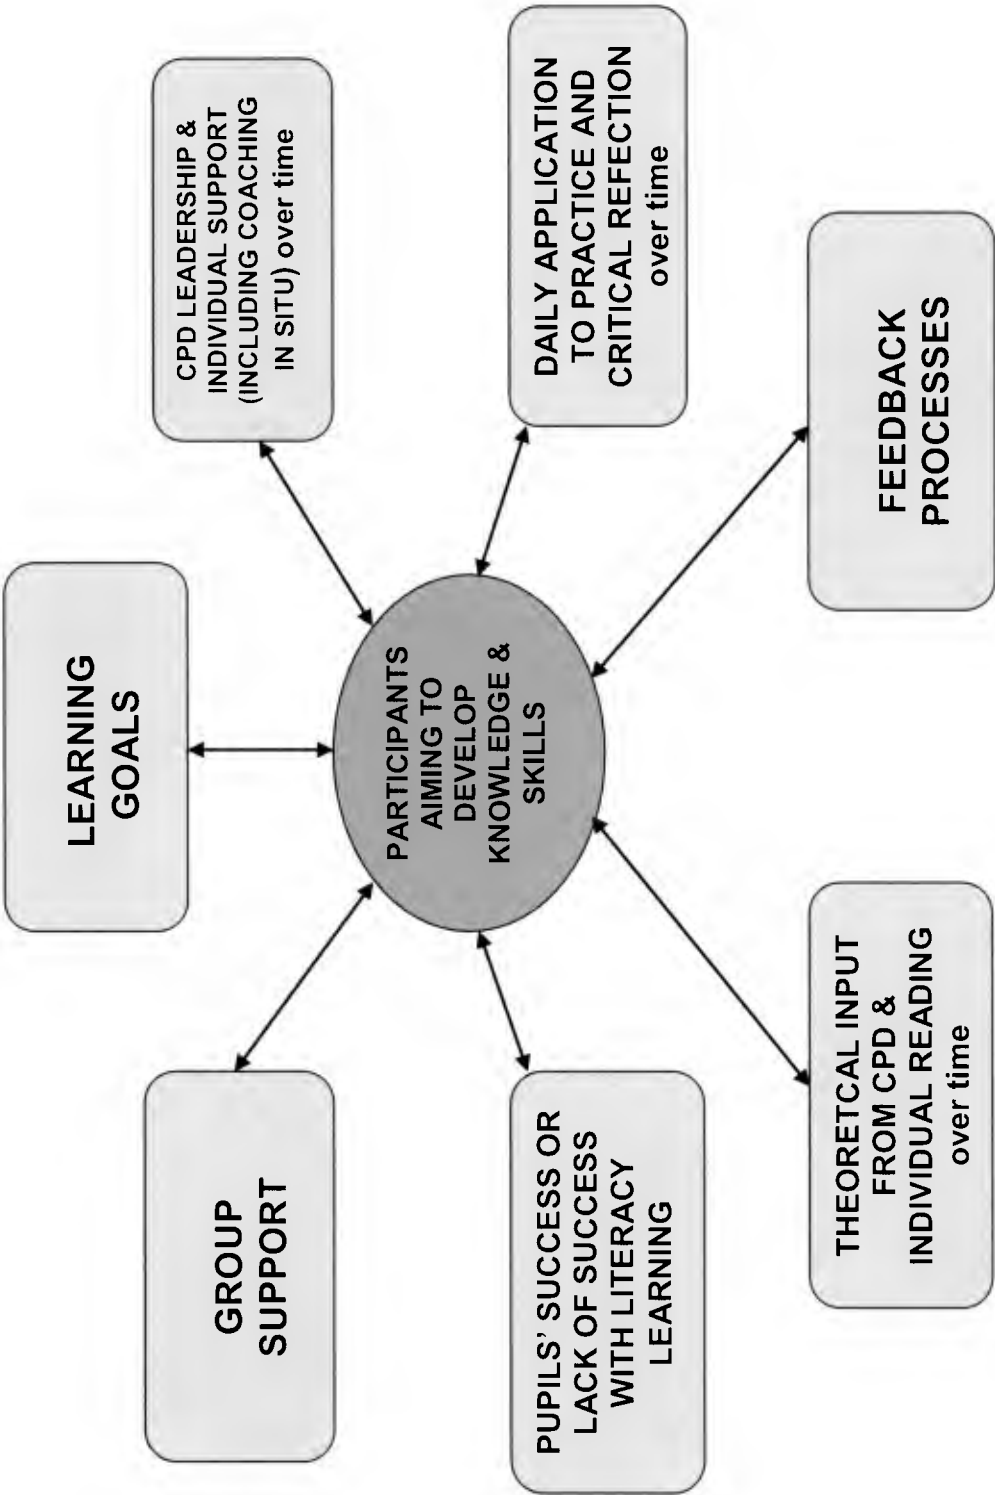 LEARNING
GOALS
GROUP
SUPPORT
CPD LEADERSHIP &
INDIVIDUAL SUPPORT
(INCLUDING COACHING
IN SITU) over time
PARTICIPANTS
AIMING TO
DEVELOP
KNOWLEDGE &
SKILLS
PUPILS' SUCCESS OR
LACK OF SUCCESS
WITH LITERACY
LEARNING
DAILY APPLICATION
TO PRACTICE AND
CRITICAL REFECTION
over time
THEORETCAL INPUT
FROM CPD &
INDIVIDUAL READING
over time
FEEDBACK
PROCESSES